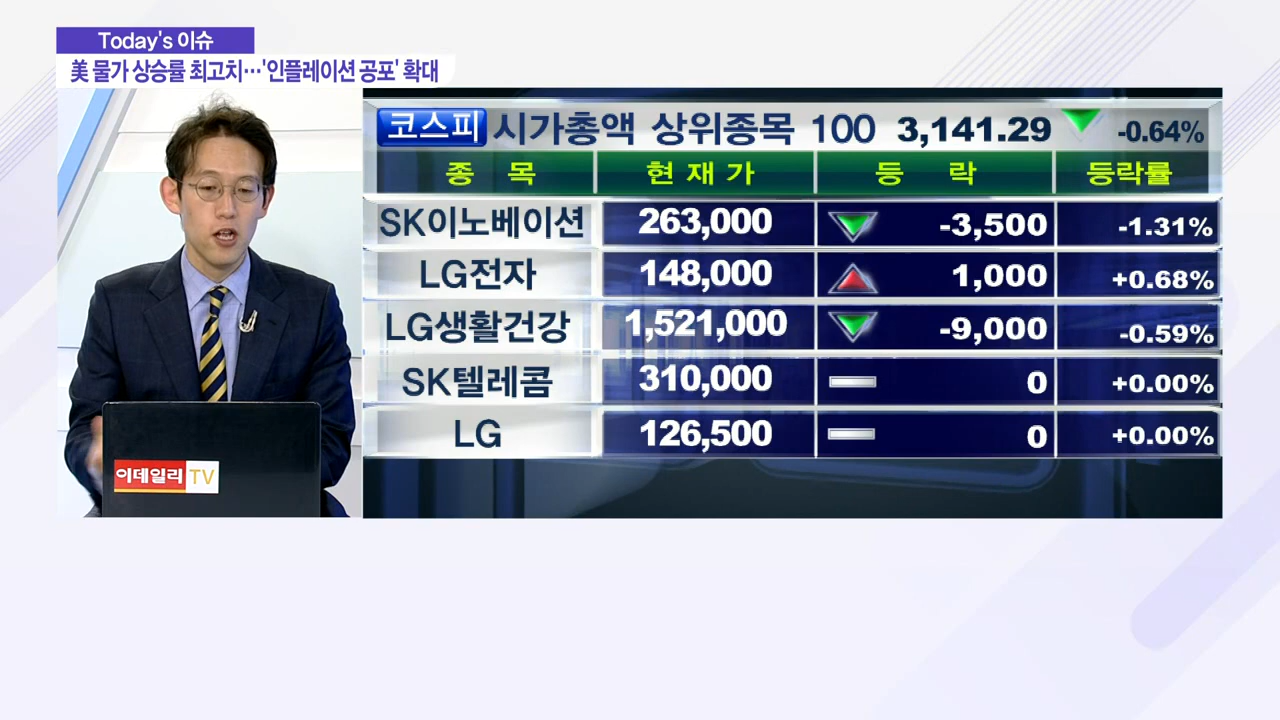 Today's 이슈
美 물가 상승률 최고치…'인플레이션 공포' 확대
코스피 시가총액 상위종목 100 3,141.29 -0.64%
종 목 현 재 가 등 락 등락률
SK이노베이션 263,000 -3,500 -1.31%
LG전자 148,000 1,000 +0.68%
LG생활건강 1,521,000 -9,000 -0.59%
SK텔레콤 310,000 0 +0.00%
LG 126,500 0 +0.00%
이데일리 TV